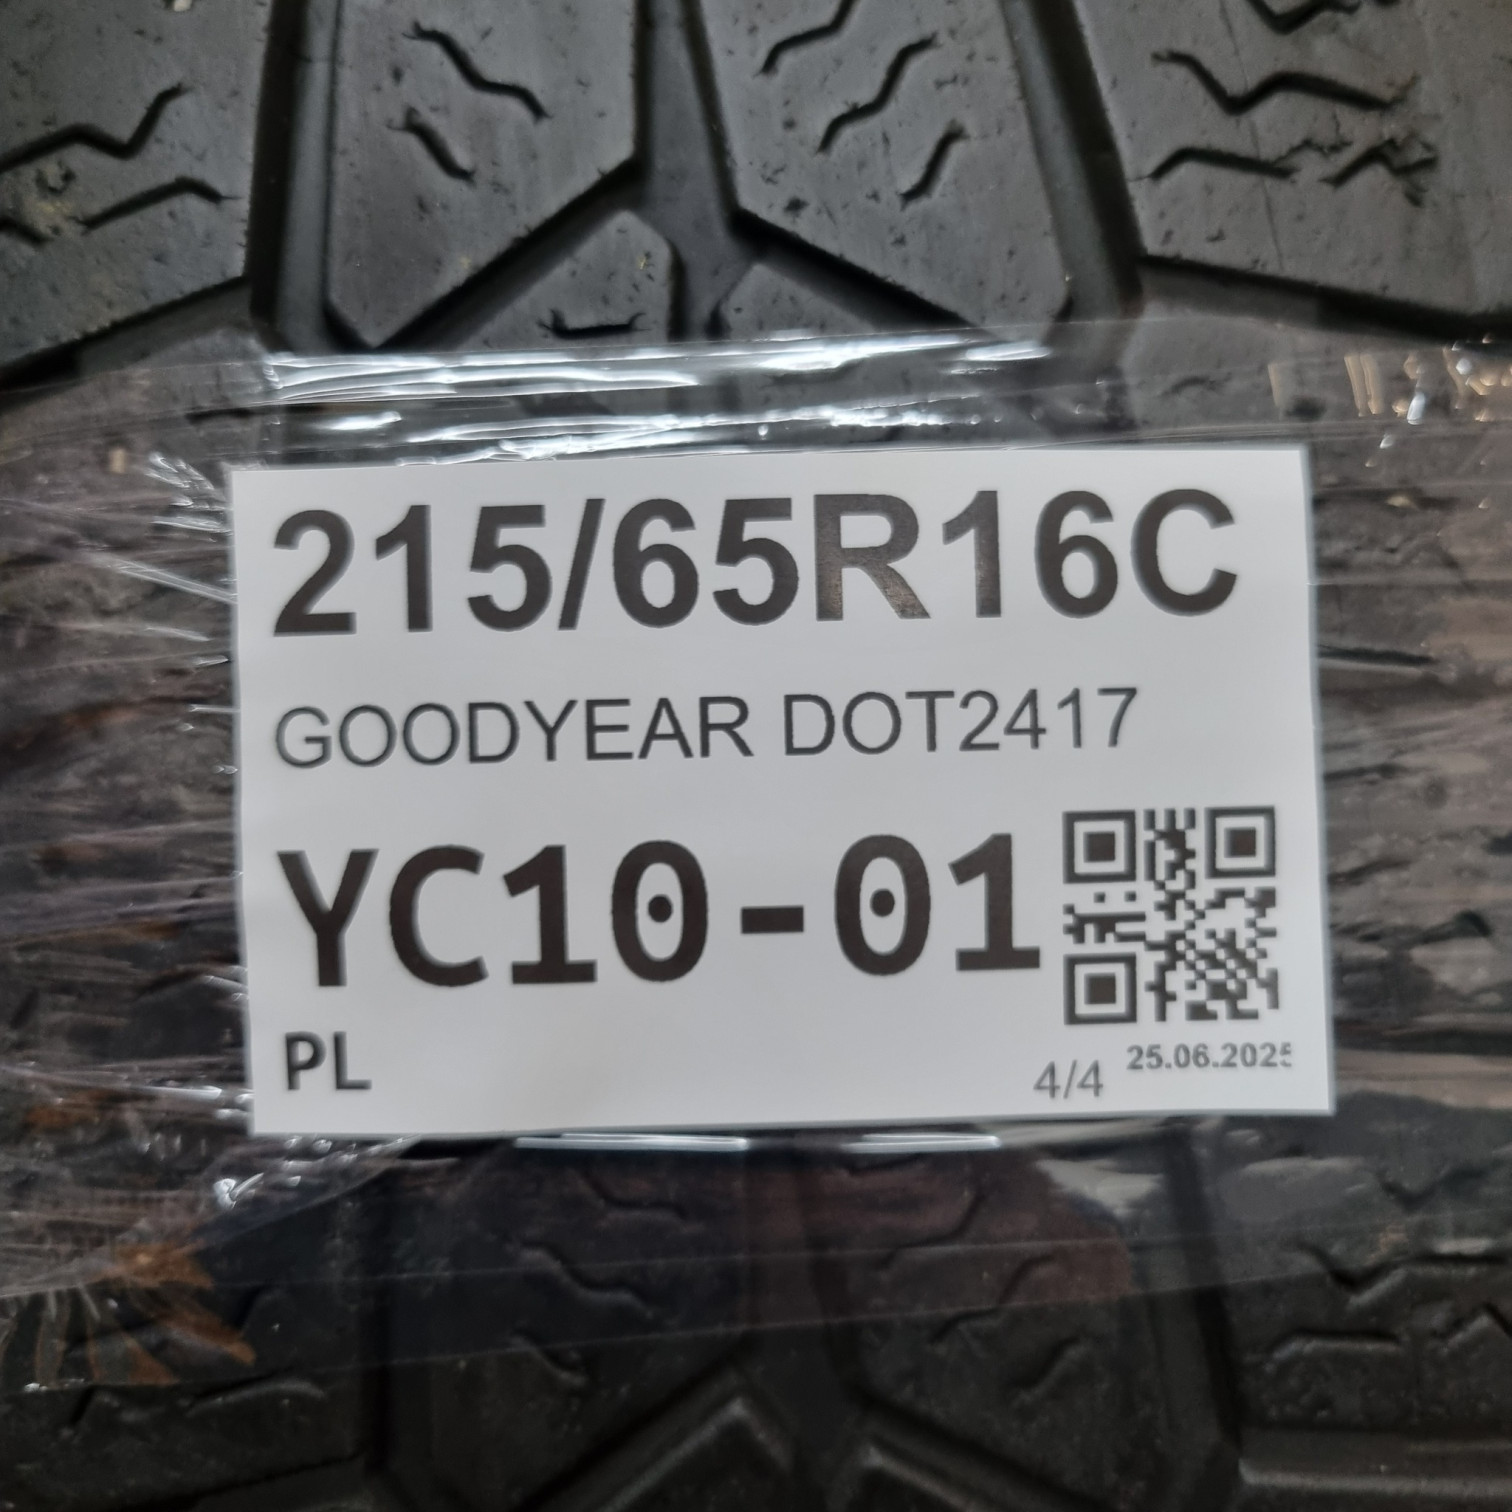 215/65R16C
GOODYEAR DOT2417
YC10-01
PL
4/4 25.06.2025